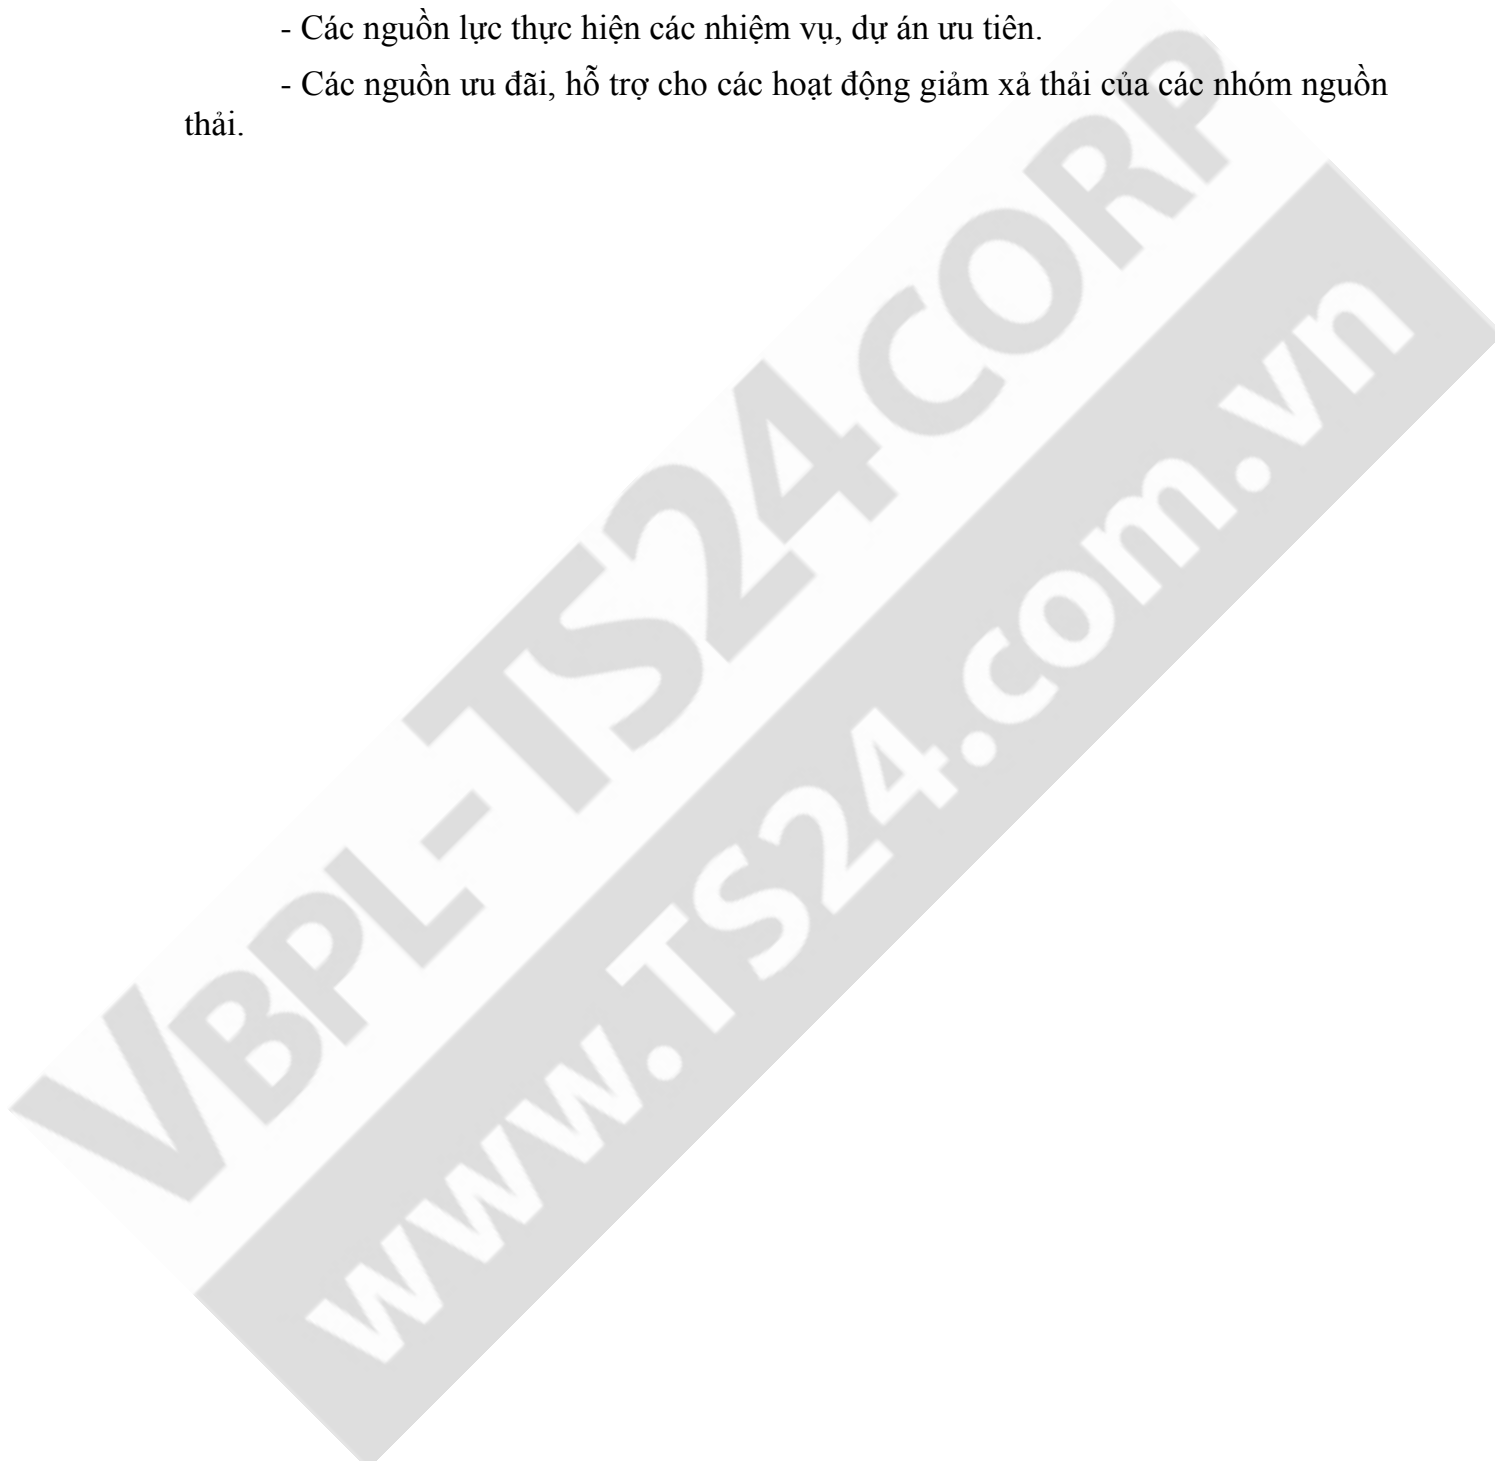 - Các nguồn lực thực hiện các nhiệm vụ, dự án ưu tiên.
- Các nguồn ưu đãi, hỗ trợ cho các hoạt động giảm xả thải của các nhóm nguồn
thải.
VBPL-TS24CORP
www.TS24.com.vn